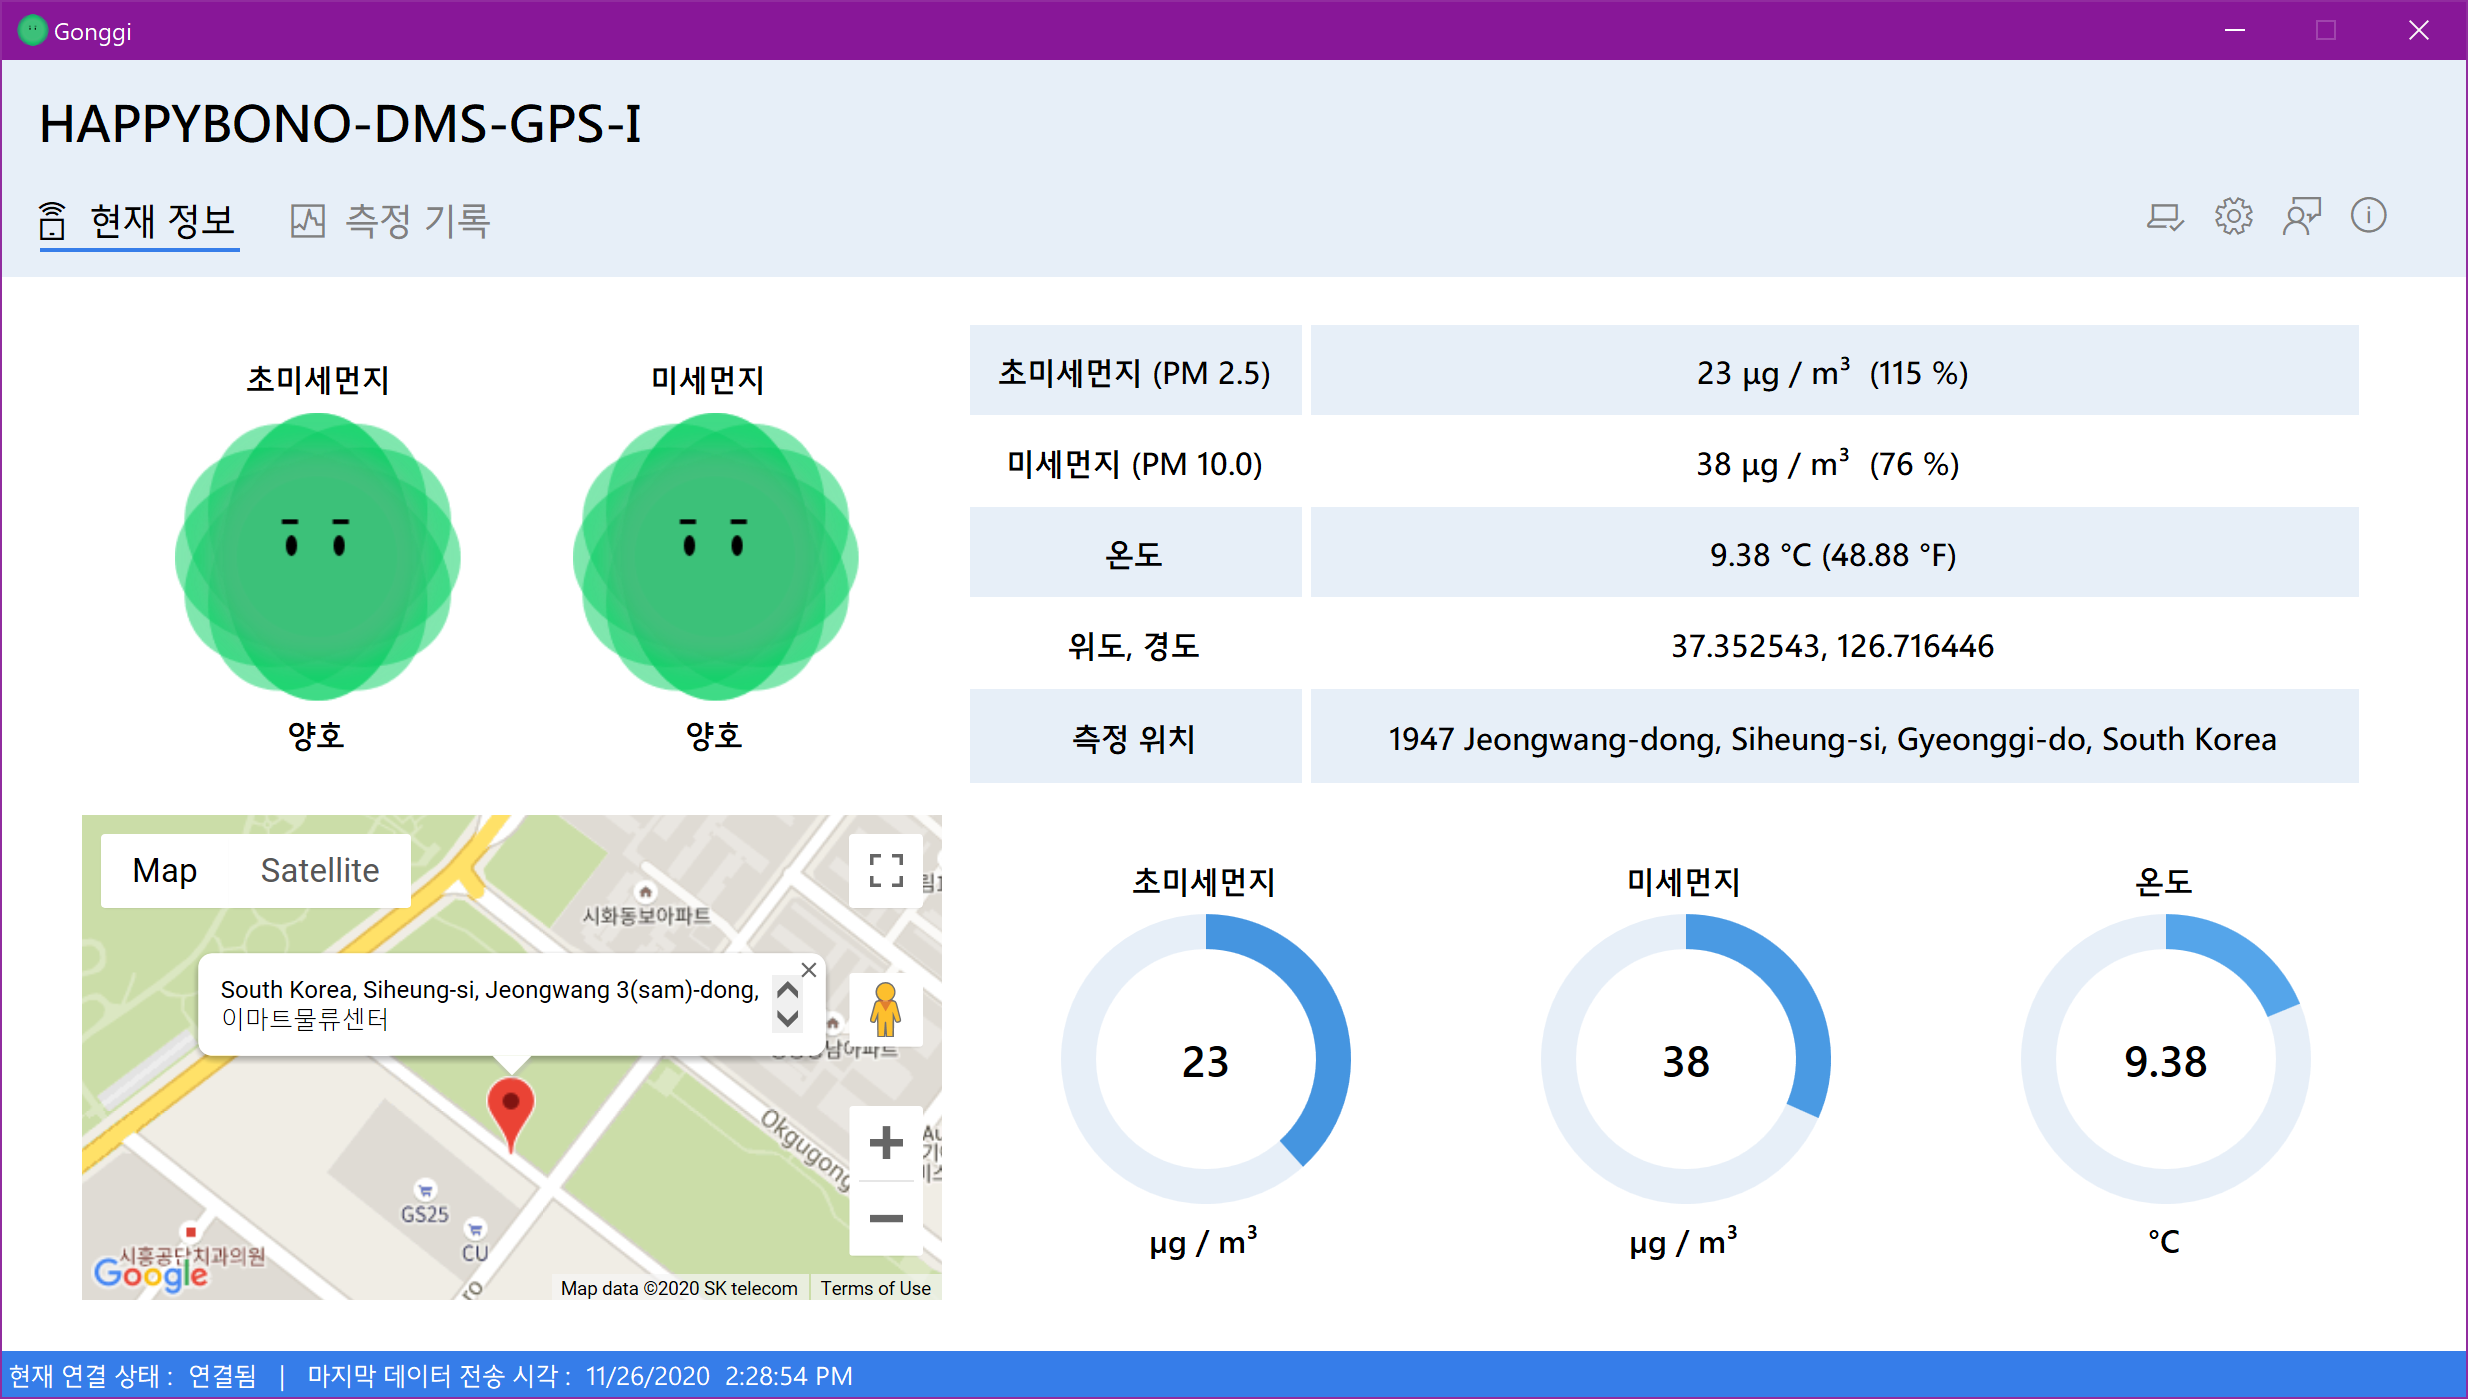 Gonggi
HAPPYBONO-DMS-GPS-I
현재 정보
측정 기록
초미세먼지
미세먼지
양호
양호
초미세먼지 (PM 2.5)
23 µg / m³ (115 %)
미세먼지 (PM 10.0)
38 µg / m³ (76 %)
온도
9.38 °C (48.88 °F)
위도, 경도
37.352543, 126.716446
측정 위치
1947 Jeongwang-dong, Siheung-si, Gyeonggi-do, South Korea
Map
Satellite
시화동보아파트
South Korea, Siheung-si, Jeongwang 3(sam)-dong,
이마트물류센터
Okgugong
GS25
CU
시흥공단치과의원
Google
Map data ©2020 SK telecom
Terms of Use
초미세먼지
23
µg / m³
미세먼지
38
µg / m³
온도
9.38
°C
현재 연결 상태 : 연결됨 | 마지막 데이터 전송 시각 : 11/26/2020 2:28:54 PM